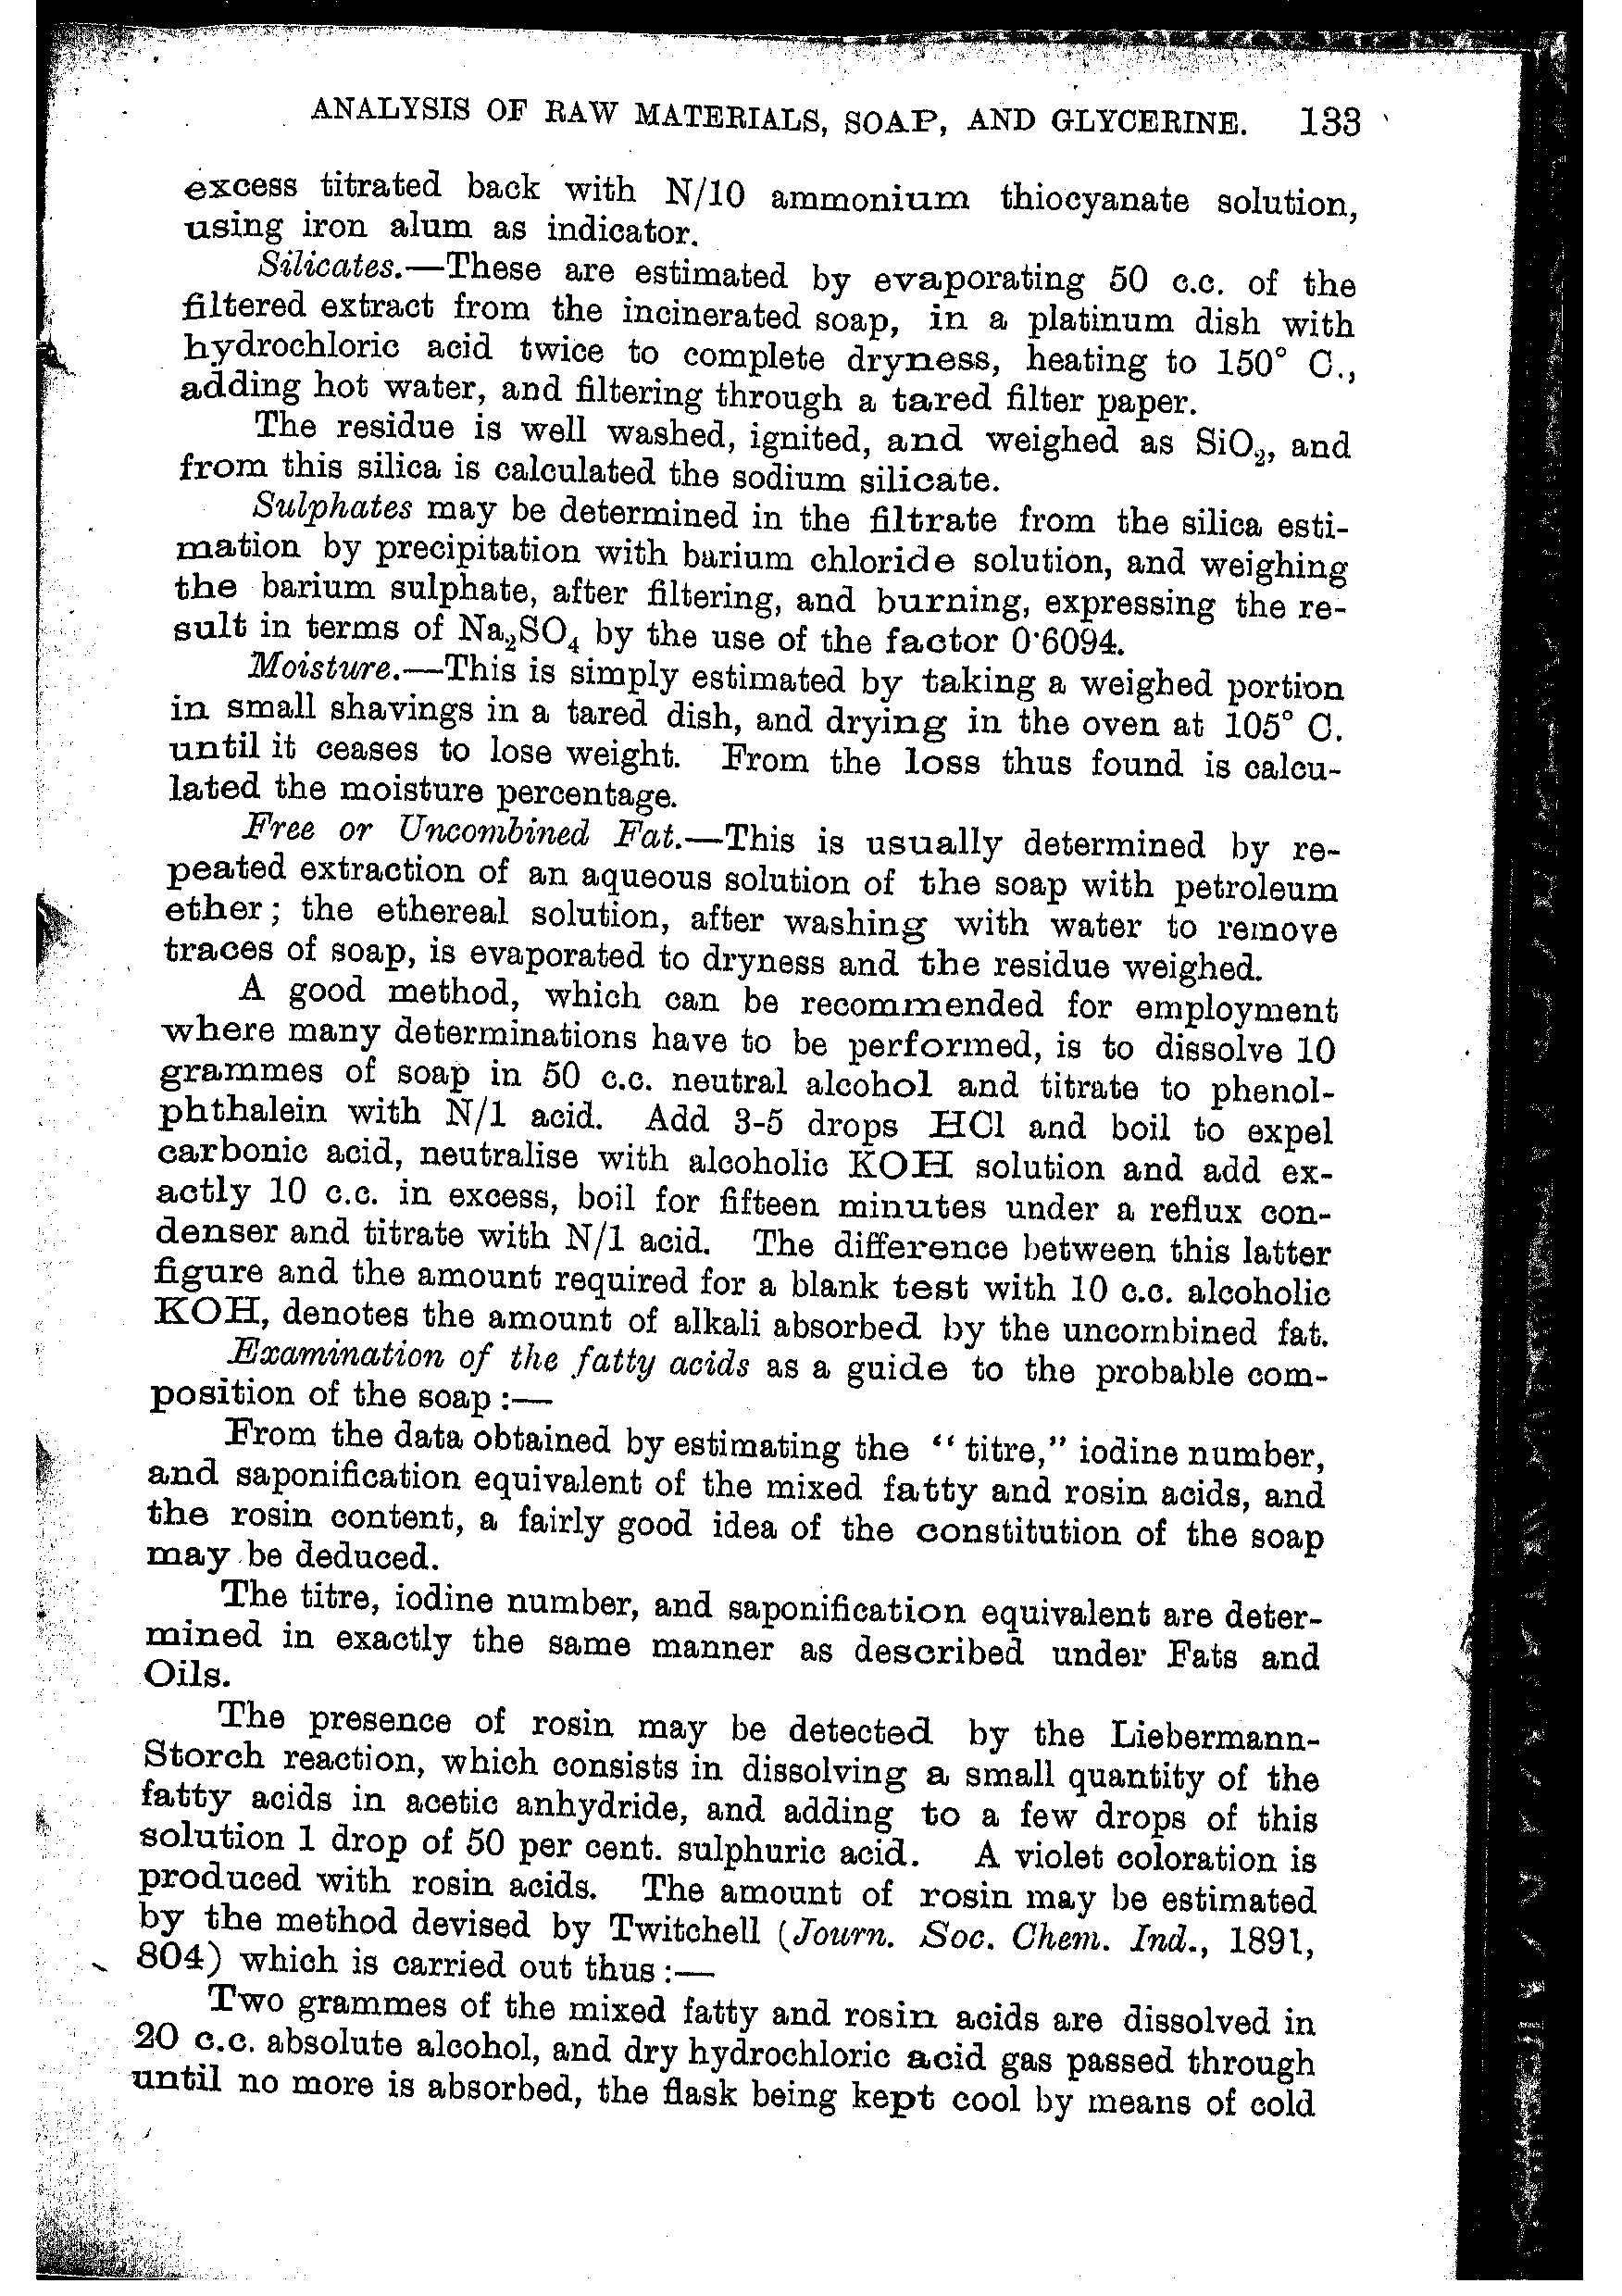 ANALYSIS OF RAW MATERIALS, SOAP, AND GLYCERINE. 133
excess titrated back with N/10 ammonium thiocyanate solution,
using iron alum as indicator.
Silicates.—These are estimated by evaporating 50 c.c. of the
filtered extract from the incinerated soap, in a platinum dish with
hydrochloric acid twice to complete dryness, heating to 150° C.,
adding hot water, and filtering through a tared filter paper.
The residue is well washed, ignited, and weighed as SiO₂, and
from this silica is calculated the sodium silicate.
Sulphates may be determined in the filtrate from the silica esti-
mation by precipitation with barium chloride solution, and weighing
the barium sulphate, after filtering, and burning, expressing the re-
sult in terms of Na₂SO₄ by the use of the factor 0·6094.
Moisture.—This is simply estimated by taking a weighed portion
in small shavings in a tared dish, and drying in the oven at 105° C.
until it ceases to lose weight. From the loss thus found is calcu-
lated the moisture percentage.
Free or Uncombined Fat.—This is usually determined by re-
peated extraction of an aqueous solution of the soap with petroleum
ether; the ethereal solution, after washing with water to remove
traces of soap, is evaporated to dryness and the residue weighed.
A good method, which can be recommended for employment
where many determinations have to be performed, is to dissolve 10
grammes of soap in 50 c.c. neutral alcohol and titrate to phenol-
phthalein with N/1 acid. Add 3-5 drops HCl and boil to expel
carbonic acid, neutralise with alcoholic KOH solution and add ex-
actly 10 c.c. in excess, boil for fifteen minutes under a reflux con-
denser and titrate with N/1 acid. The difference between this latter
figure and the amount required for a blank test with 10 c.c. alcoholic
KOH, denotes the amount of alkali absorbed by the uncombined fat.
Examination of the fatty acids as a guide to the probable com-
position of the soap:—
From the data obtained by estimating the “titre,” iodine number,
and saponification equivalent of the mixed fatty and rosin acids, and
the rosin content, a fairly good idea of the constitution of the soap
may be deduced.
The titre, iodine number, and saponification equivalent are deter-
mined in exactly the same manner as described under Fats and
Oils.
The presence of rosin may be detected by the Liebermann-
Storch reaction, which consists in dissolving a small quantity of the
fatty acids in acetic anhydride, and adding to a few drops of this
solution 1 drop of 50 per cent. sulphuric acid. A violet coloration is
produced with rosin acids. The amount of rosin may be estimated
by the method devised by Twitchell (Journ. Soc. Chem. Ind., 1891,
804) which is carried out thus:—
Two grammes of the mixed fatty and rosin acids are dissolved in
20 c.c. absolute alcohol, and dry hydrochloric acid gas passed through
until no more is absorbed, the flask being kept cool by means of cold